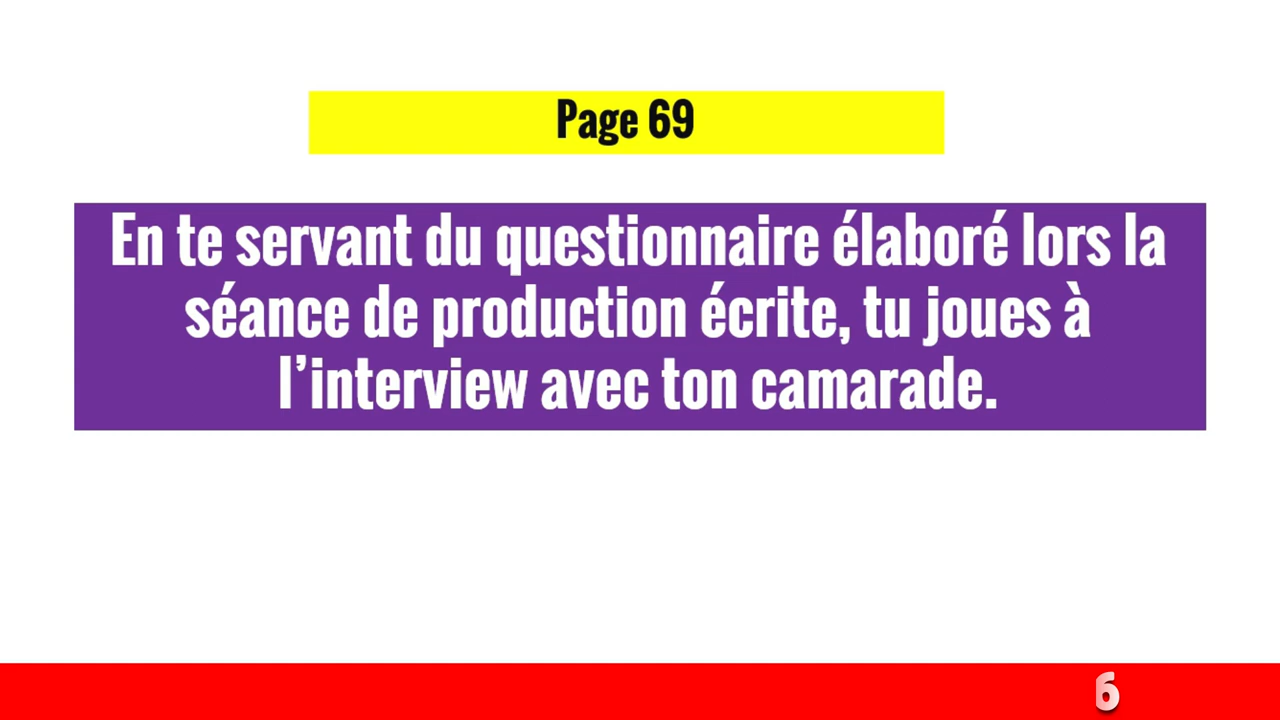 Page 69
En te servant du questionnaire élaboré lors la
séance de production écrite, tu joues à
l’interview avec ton camarade.
6